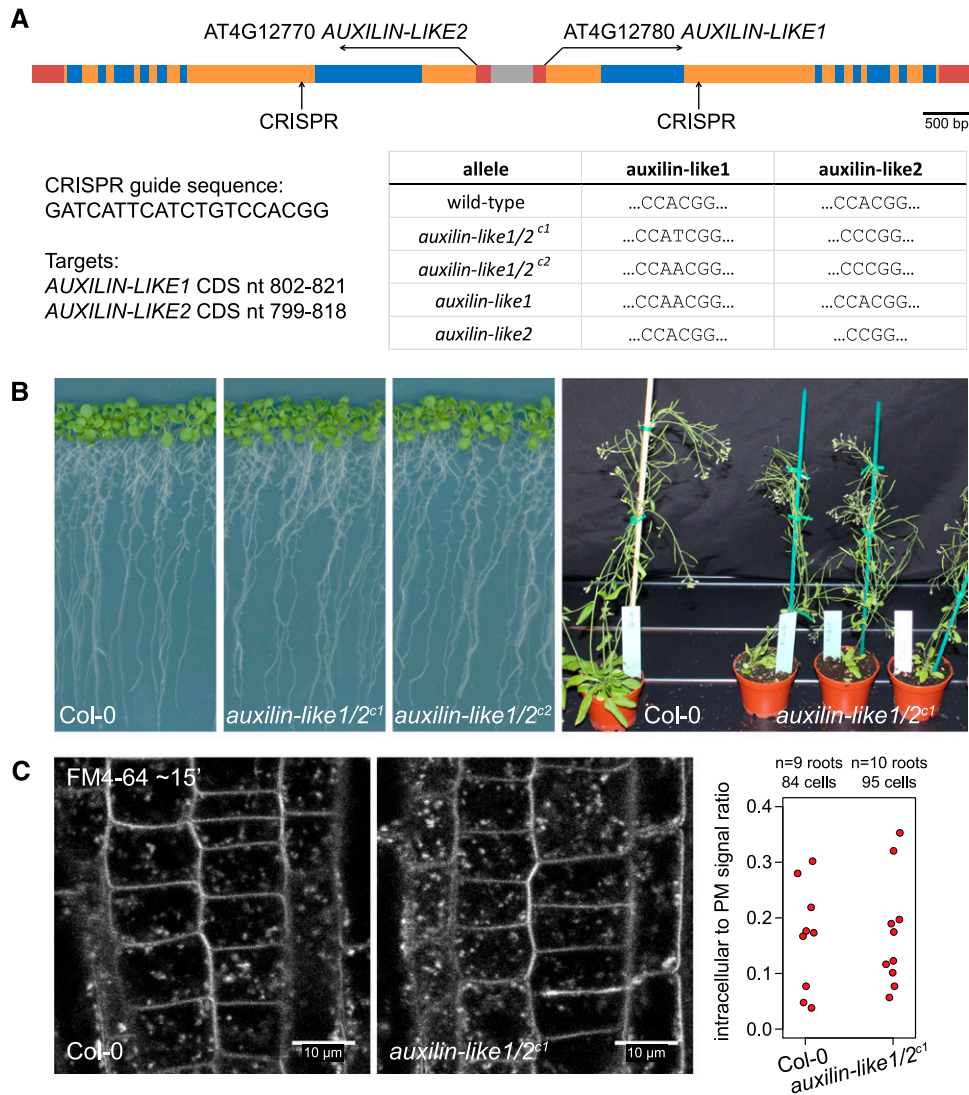 A
AT4G12770 AUXILIN-LIKE2
AT4G12780 AUXILIN-LIKE1
CRISPR
CRISPR
500 bp
CRISPR guide sequence:
GATCATTCATCTGTCCACGG
Targets:
AUXILIN-LIKE1 CDS nt 802-821
AUXILIN-LIKE2 CDS nt 799-818
allele auxilin-like1 auxilin-like2
wild-type ...CCACGG... ...CCACGG...
auxilin-like1/2 c1 ...CCATCGG... ...CCCGG...
auxilin-like1/2 c2 ...CCAACGG... ...CCCGG...
auxilin-like1 ...CCAACGG... ...CCACGG...
auxilin-like2 ...CCACGG... ...CCGG...
B
Col-0
auxilin-like1/2c1
auxilin-like1/2c2
Col-0
auxilin-like1/2c1
C
FM4-64 ~15'
Col-0
10 µm
auxilin-like1/2c1
10 µm
n=9 roots
84 cells
n=10 roots
95 cells
intracellular to PM signal ratio
0.4
0.3
0.2
0.1
0.0
Col-0
auxilin-like1/2c1